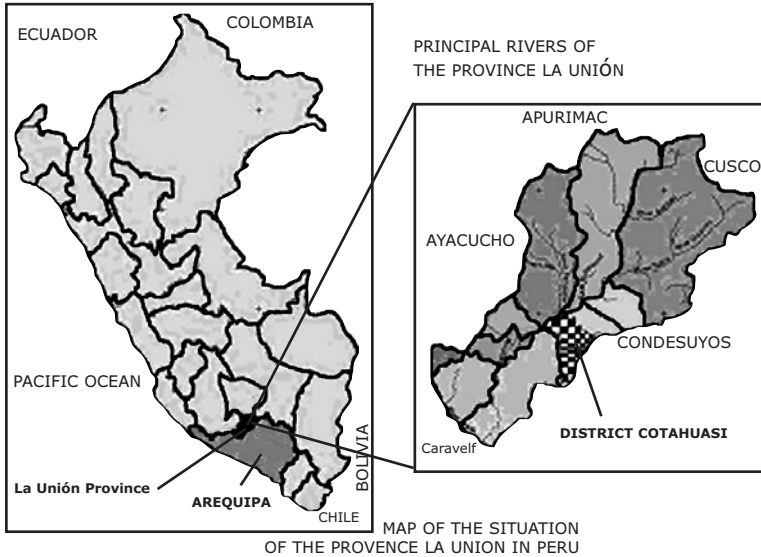 ECUADOR
COLOMBIA
PACIFIC OCEAN
La Unión Province
AREQUIPA
BOLIVIA
CHILE
PRINCIPAL RIVERS OF
THE PROVINCE LA UNIÓN
APURIMAC
CUSCO
AYACUCHO
CONDESUYOS
DISTRICT COTAHUASI
Caravelf
MAP OF THE SITUATION
OF THE PROVENCE LA UNION IN PERU